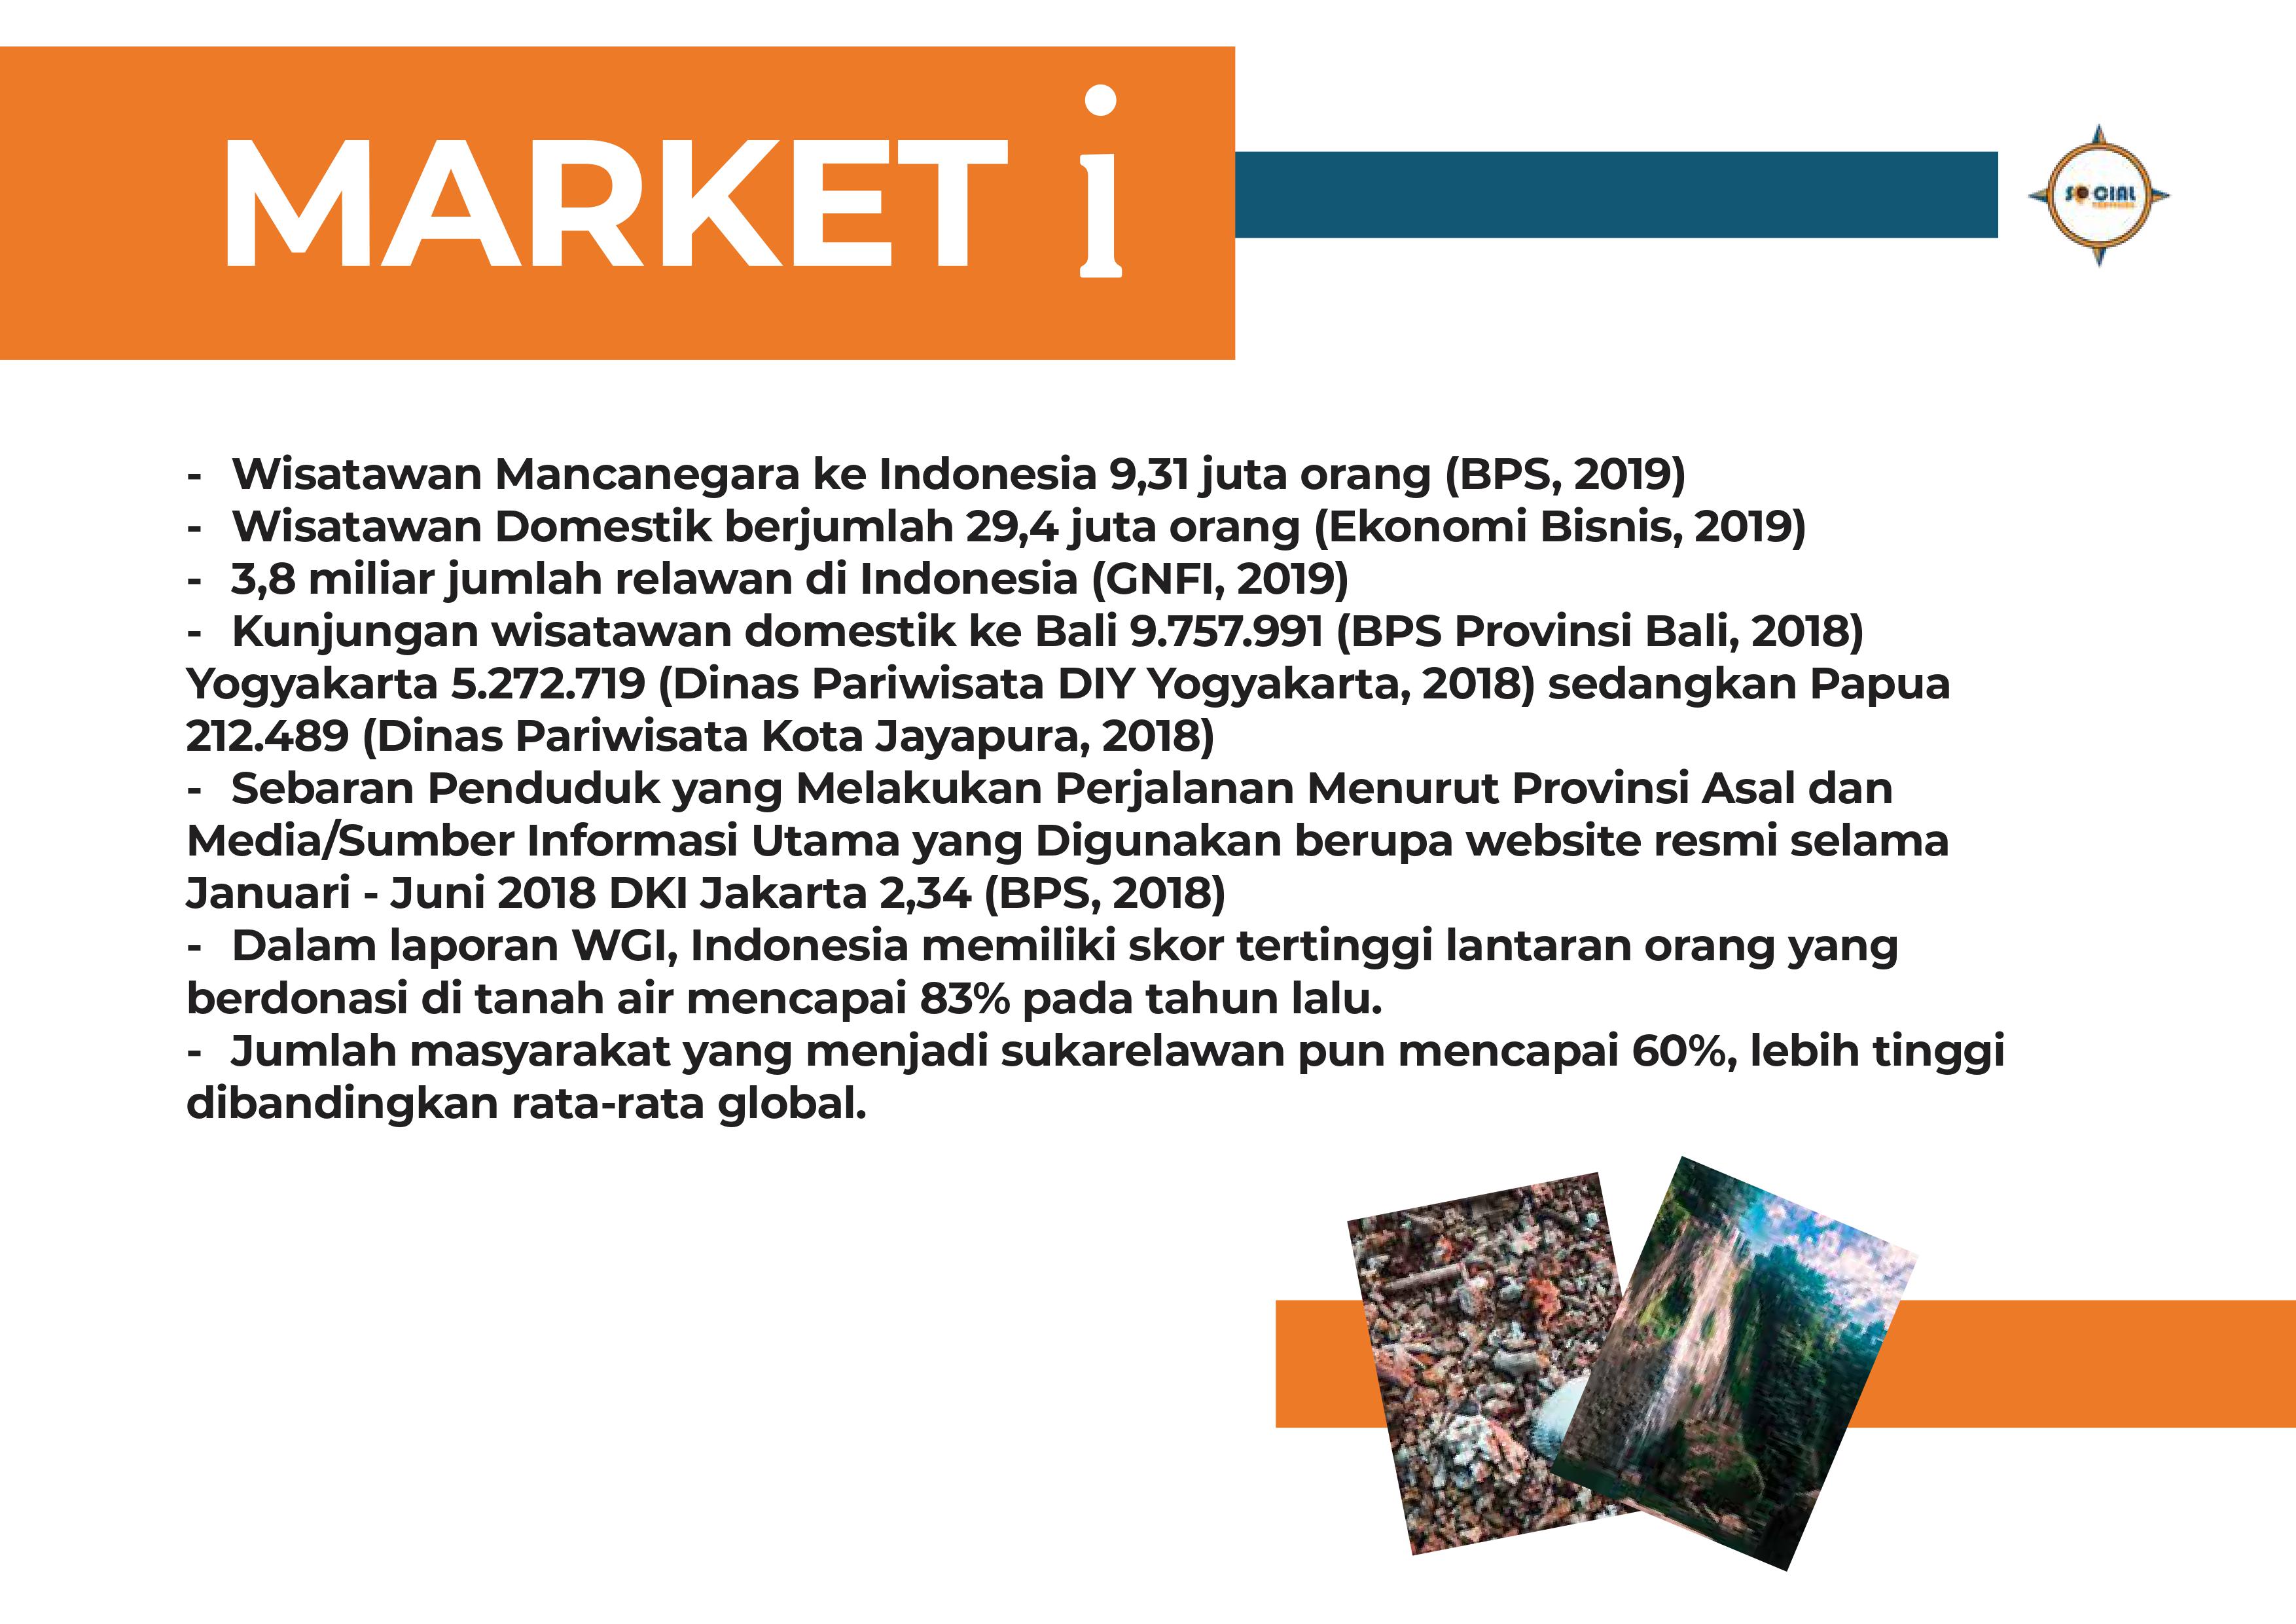 MARKET i
SOCIAL
- Wisatawan Mancanegara ke Indonesia 9,31 juta orang (BPS, 2019)
- Wisatawan Domestik berjumlah 29,4 juta orang (Ekonomi Bisnis, 2019)
- 3,8 miliar jumlah relawan di Indonesia (GNFI, 2019)
- Kunjungan wisatawan domestik ke Bali 9.757.991 (BPS Provinsi Bali, 2018)
Yogyakarta 5.272.719 (Dinas Pariwisata DIY Yogyakarta, 2018) sedangkan Papua
212.489 (Dinas Pariwisata Kota Jayapura, 2018)
- Sebaran Penduduk yang Melakukan Perjalanan Menurut Provinsi Asal dan
Media/Sumber Informasi Utama yang Digunakan berupa website resmi selama
Januari - Juni 2018 DKI Jakarta 2,34 (BPS, 2018)
- Dalam laporan WGI, Indonesia memiliki skor tertinggi lantaran orang yang
berdonasi di tanah air mencapai 83% pada tahun lalu.
- Jumlah masyarakat yang menjadi sukarelawan pun mencapai 60%, lebih tinggi
dibandingkan rata-rata global.